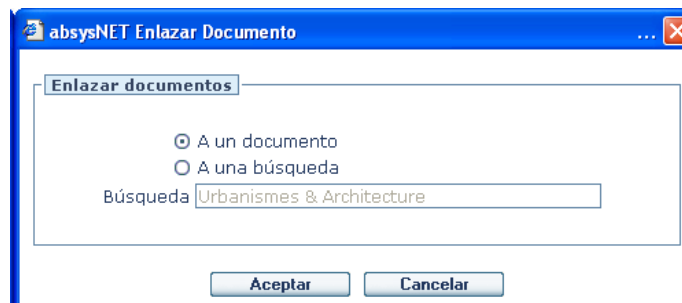 absysNET Enlazar Documento ...
Enlazar documentos
A un documento
A una búsqueda
Búsqueda Urbanismes & Architecture
Aceptar Cancelar